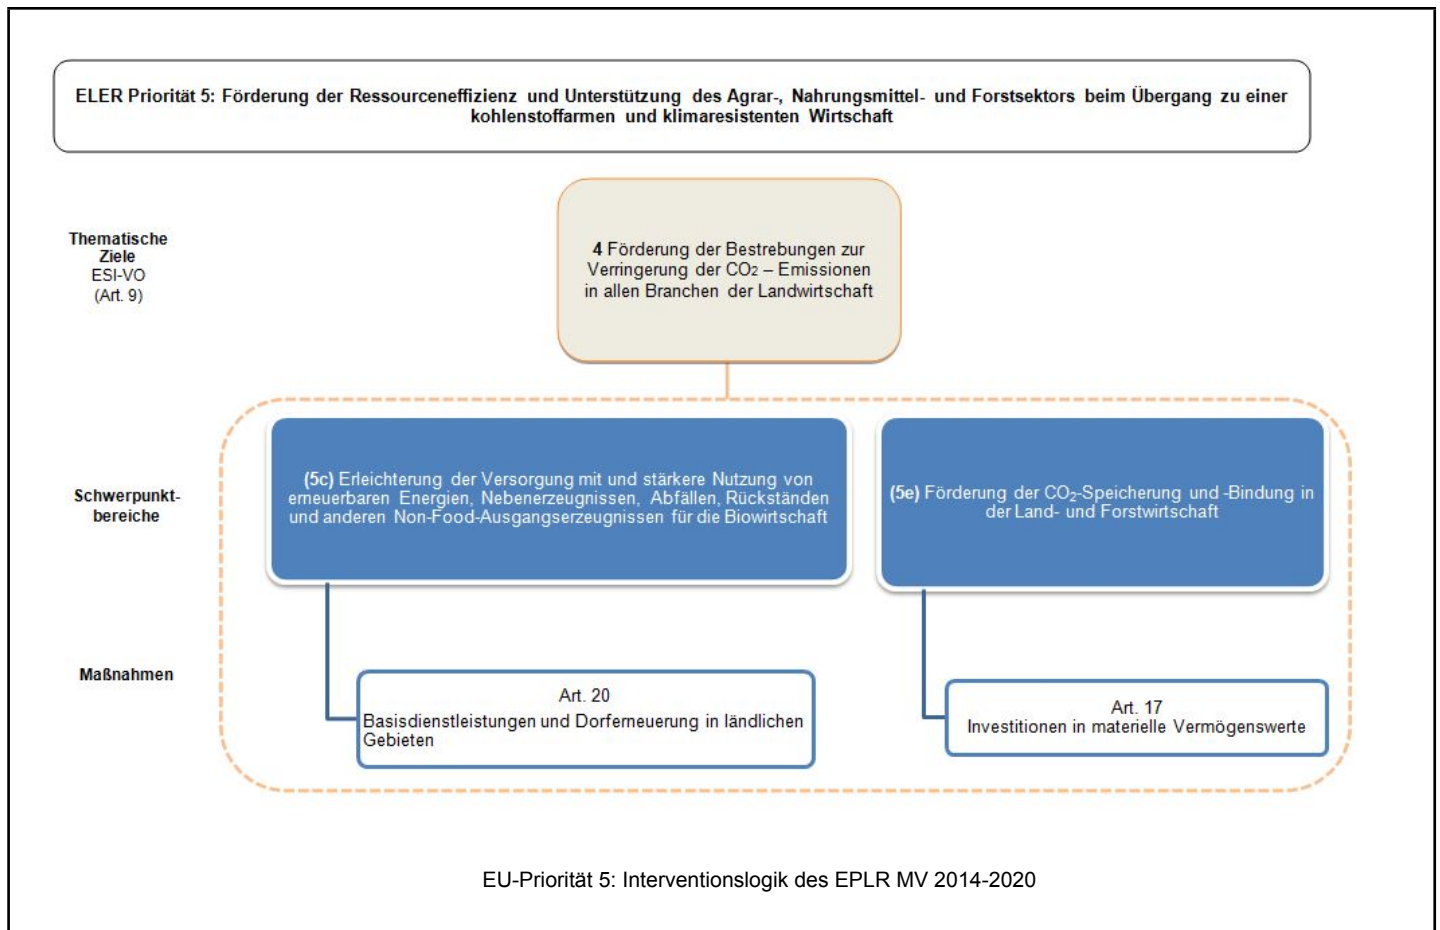 ELER Priorität 5: Förderung der Ressourceneffizienz und Unterstützung des Agrar-, Nahrungsmittel- und Forstsektors beim Übergang zu einer
kohlenstoffarmen und klimaresistenten Wirtschaft
Thematische
Ziele
ESI-VO
(Art. 9)
4 Förderung der Bestrebungen zur
Verringerung der CO2 – Emissionen
in allen Branchen der Landwirtschaft
Schwerpunkt-
bereiche
(5c) Erleichterung der Versorgung mit und stärkere Nutzung von
erneuerbaren Energien, Nebenerzeugnissen, Abfällen, Rückständen
und anderen Non-Food-Ausgangserzeugnissen für die Biowirtschaft
(5e) Förderung der CO2-Speicherung und -Bindung in
der Land- und Forstwirtschaft
Maßnahmen
Art. 20
Basisdienstleistungen und Dorferneuerung in ländlichen
Gebieten
Art. 17
Investitionen in materielle Vermögenswerte
EU-Priorität 5: Interventionslogik des EPLR MV 2014-2020